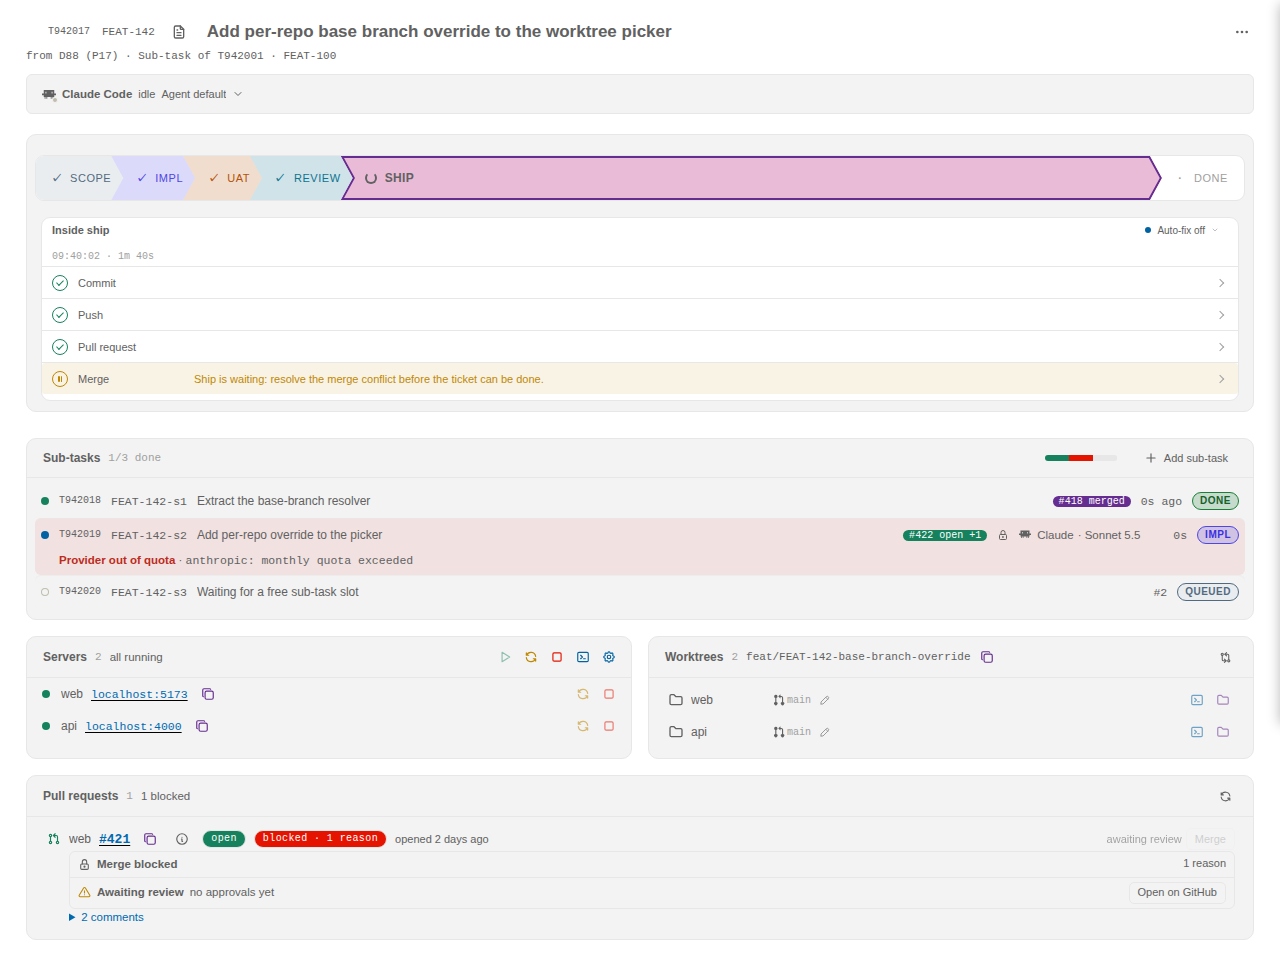 T942017 FEAT-142 Add per-repo base branch override to the worktree picker
from D88 (P17) · Sub-task of T942001 · FEAT-100
Claude Code idle Agent default
SCOPE IMPL UAT REVIEW SHIP DONE
Inside ship Auto-fix off
09:40:02 · 1m 40s
Commit
Push
Pull request
Merge Ship is waiting: resolve the merge conflict before the ticket can be done.
Sub-tasks 1/3 done Add sub-task
T942018 FEAT-142-s1 Extract the base-branch resolver #418 merged 0s ago DONE
T942019 FEAT-142-s2 Add per-repo override to the picker #422 open +1 Claude · Sonnet 5.5 0s IMPL
Provider out of quota · anthropic: monthly quota exceeded
T942020 FEAT-142-s3 Waiting for a free sub-task slot #2 QUEUED
Servers 2 all running
web localhost:5173
api localhost:4000
Worktrees 2 feat/FEAT-142-base-branch-override
web main
api main
Pull requests 1 1 blocked
web #421 open blocked · 1 reason opened 2 days ago awaiting review Merge
Merge blocked 1 reason
Awaiting review no approvals yet Open on GitHub
2 comments